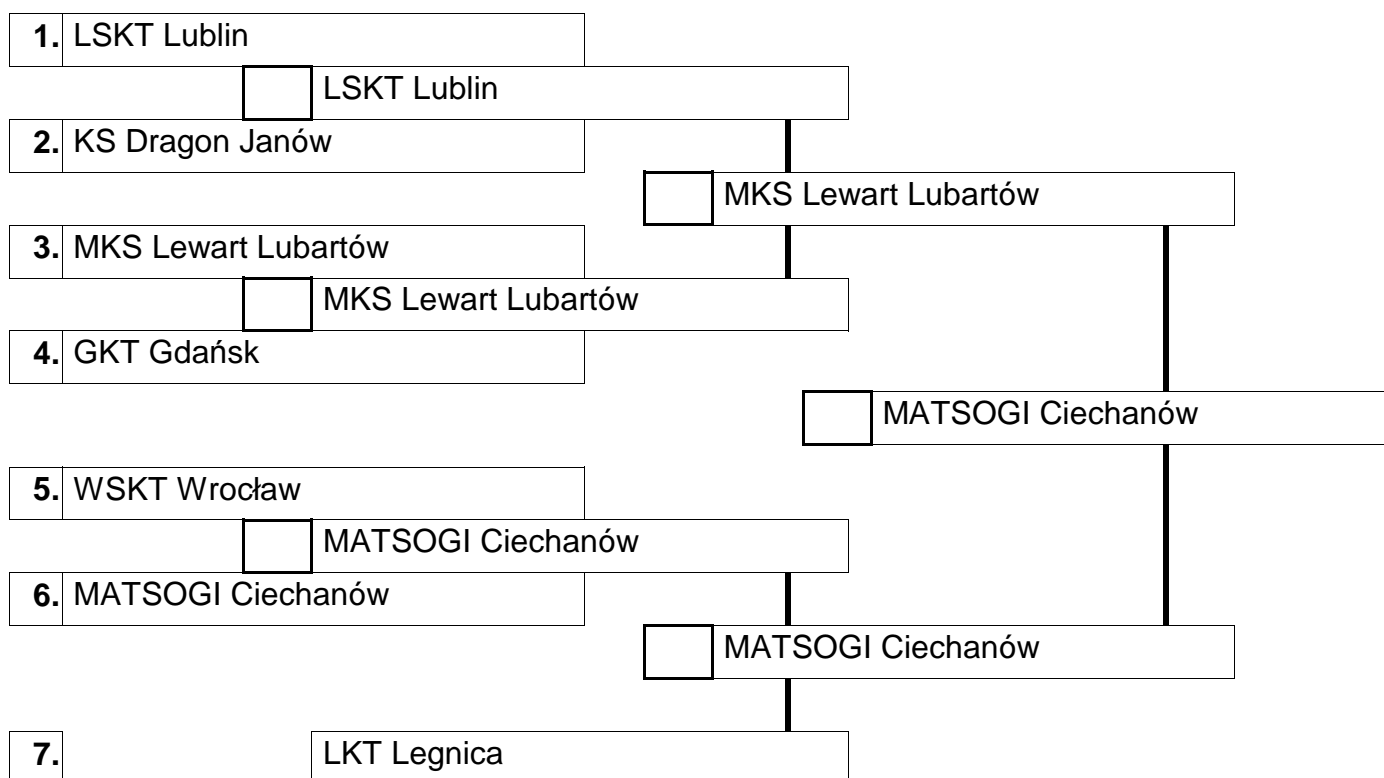 1. LSKT Lublin
LSKT Lublin
2. KS Dragon Janów
MKS Lewart Lubartów
3. MKS Lewart Lubartów
MKS Lewart Lubartów
4. GKT Gdańsk
MATSOGI Ciechanów
5. WSKT Wrocław
MATSOGI Ciechanów
6. MATSOGI Ciechanów
MATSOGI Ciechanów
7. LKT Legnica